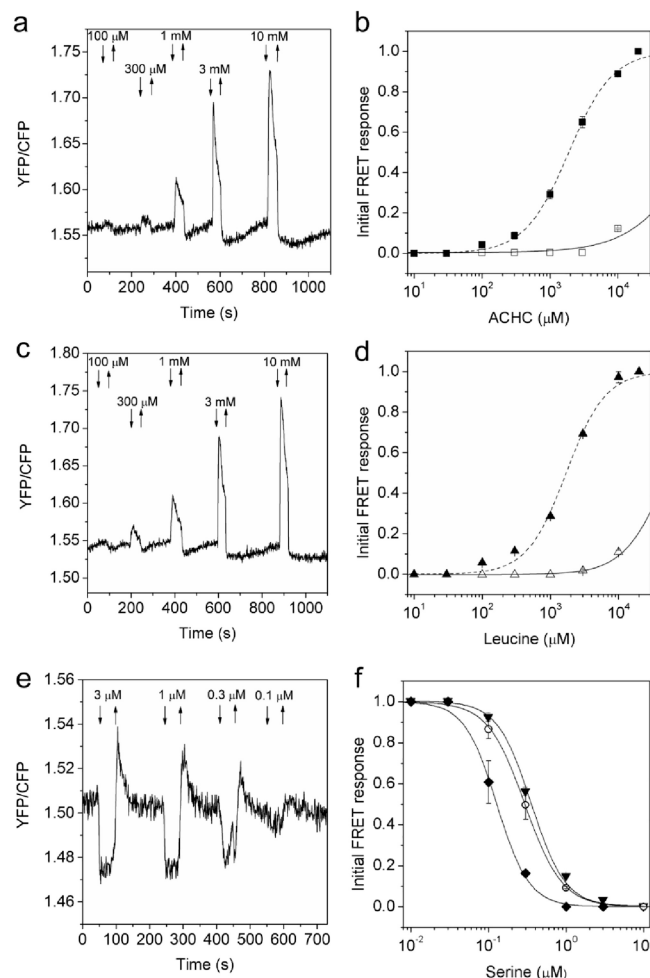 a
1.75
1.70
1.65
1.60
1.55
YFP/CFP
100 μM
300 μM
1 mM
3 mM
10 mM
0 200 400 600 800 1000
Time (s)
b
1.0
0.8
0.6
0.4
0.2
0.0
Initial FRET response
10¹ 10² 10³ 10⁴
ACHC (μM)
c
1.80
1.75
1.70
1.65
1.60
1.55
1.50
YFP/CFP
100 μM
300 μM
1 mM
3 mM
10 mM
0 200 400 600 800 1000
Time (s)
d
1.0
0.8
0.6
0.4
0.2
0.0
Initial FRET response
10¹ 10² 10³ 10⁴
Leucine (μM)
e
1.56
1.54
1.52
1.50
1.48
1.46
YFP/CFP
3 μM 1 μM 0.3 μM 0.1 μM
0 100 200 300 400 500 600 700
Time (s)
f
1.0
0.8
0.6
0.4
0.2
0.0
Initial FRET response
10⁻² 10⁻¹ 10⁰ 10¹
Serine (μM)